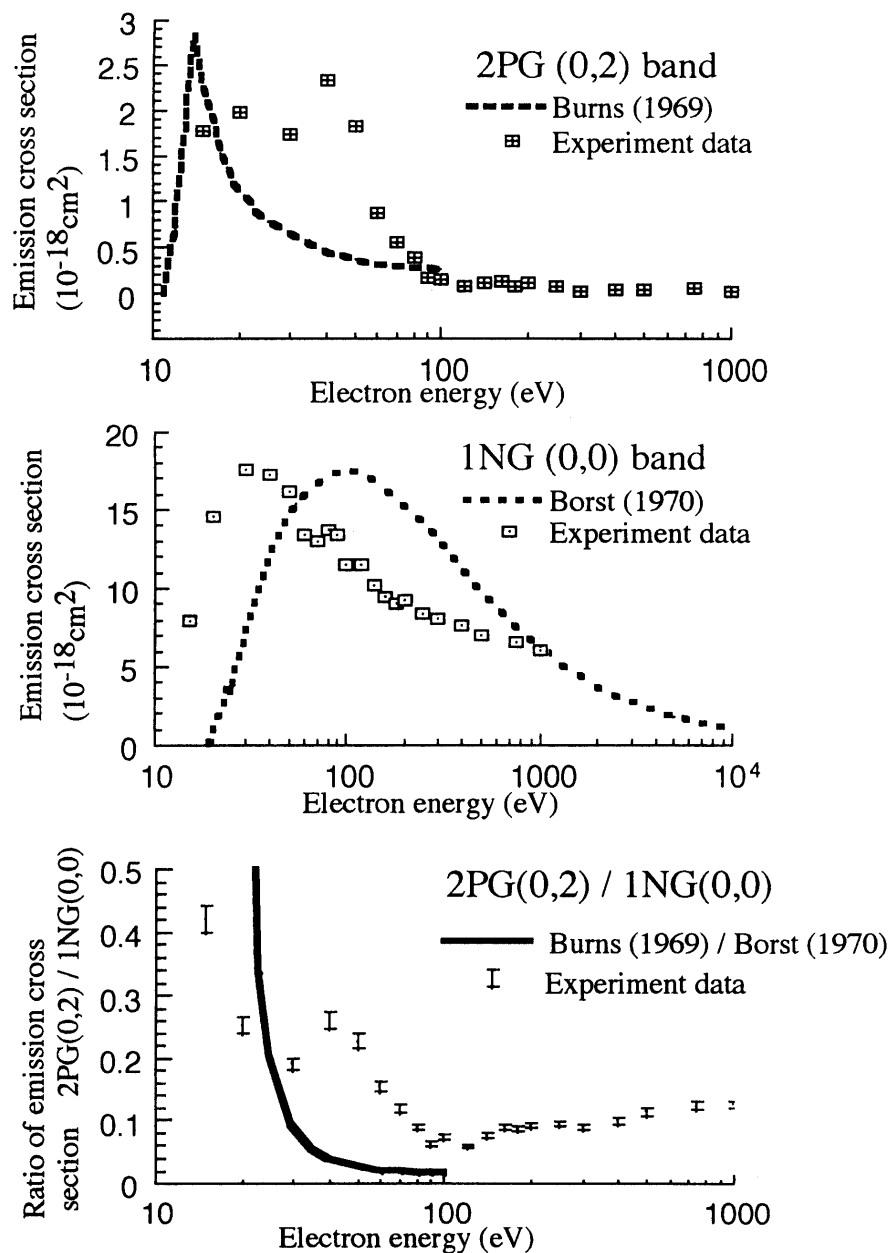 Emission cross section
(10⁻¹⁸cm²)
3
2.5
2
1.5
1
0.5
0
2PG (0,2) band
Burns (1969)
Experiment data
10 100 1000
Electron energy (eV)
Emission cross section
(10⁻¹⁸cm²)
20
15
10
5
0
1NG (0,0) band
Borst (1970)
Experiment data
10 100 1000 10⁴
Electron energy (eV)
Ratio of emission cross
section 2PG(0,2) / 1NG(0,0)
0.5
0.4
0.3
0.2
0.1
0
2PG(0,2) / 1NG(0,0)
Burns (1969) / Borst (1970)
Experiment data
10 100 1000
Electron energy (eV)